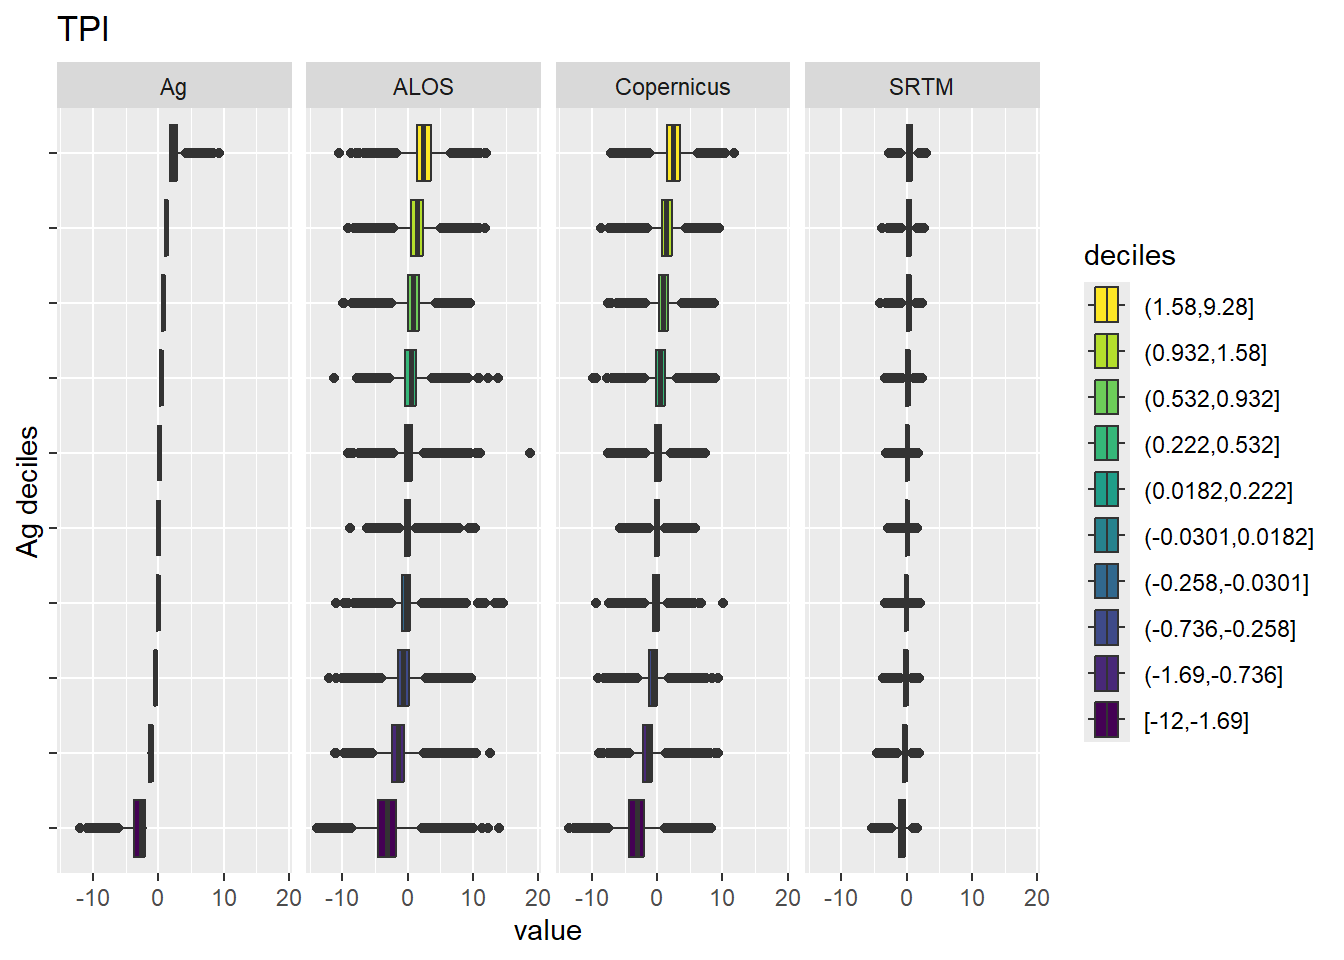 TPI
Ag
ALOS
Copernicus
SRTM
Ag deciles
-10 0 10 20
-10 0 10 20
-10 0 10 20
-10 0 10 20
value
deciles
(1.58,9.28]
(0.932,1.58]
(0.532,0.932]
(0.222,0.532]
(0.0182,0.222]
(-0.0301,0.0182]
(-0.258,-0.0301]
(-0.736,-0.258]
(-1.69,-0.736]
[-12,-1.69]